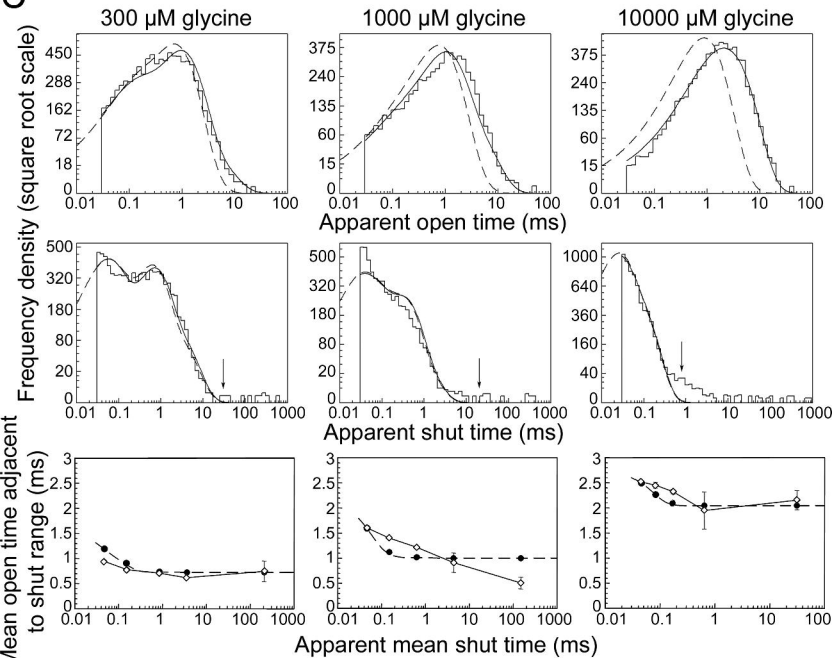 300 µM glycine 1000 µM glycine 10000 µM glycine
Frequency density (square root scale)
450 288 162 72 18 0
0.01 0.1 1 10 100
375 240 135 60 15 0
0.01 0.1 1 10 100
375 240 135 60 15 0
0.01 0.1 1 10 100
Apparent open time (ms)
500 320 180 80 20 0
0.01 0.1 1 10 100 1000
500 320 180 80 20 0
0.01 0.1 1 10 100 1000
1000 640 360 160 40 0
0.01 0.1 1 10 100 1000
Apparent shut time (ms)
Mean open time adjacent
to shut range (ms)
3 2.5 2 1.5 1 0.5 0
0.01 0.1 1 10 100 1000
3 2.5 2 1.5 1 0.5 0
0.01 0.1 1 10 100 1000
3 2.5 2 1.5 1 0.5 0
0.01 0.1 1 10 100
Apparent mean shut time (ms)